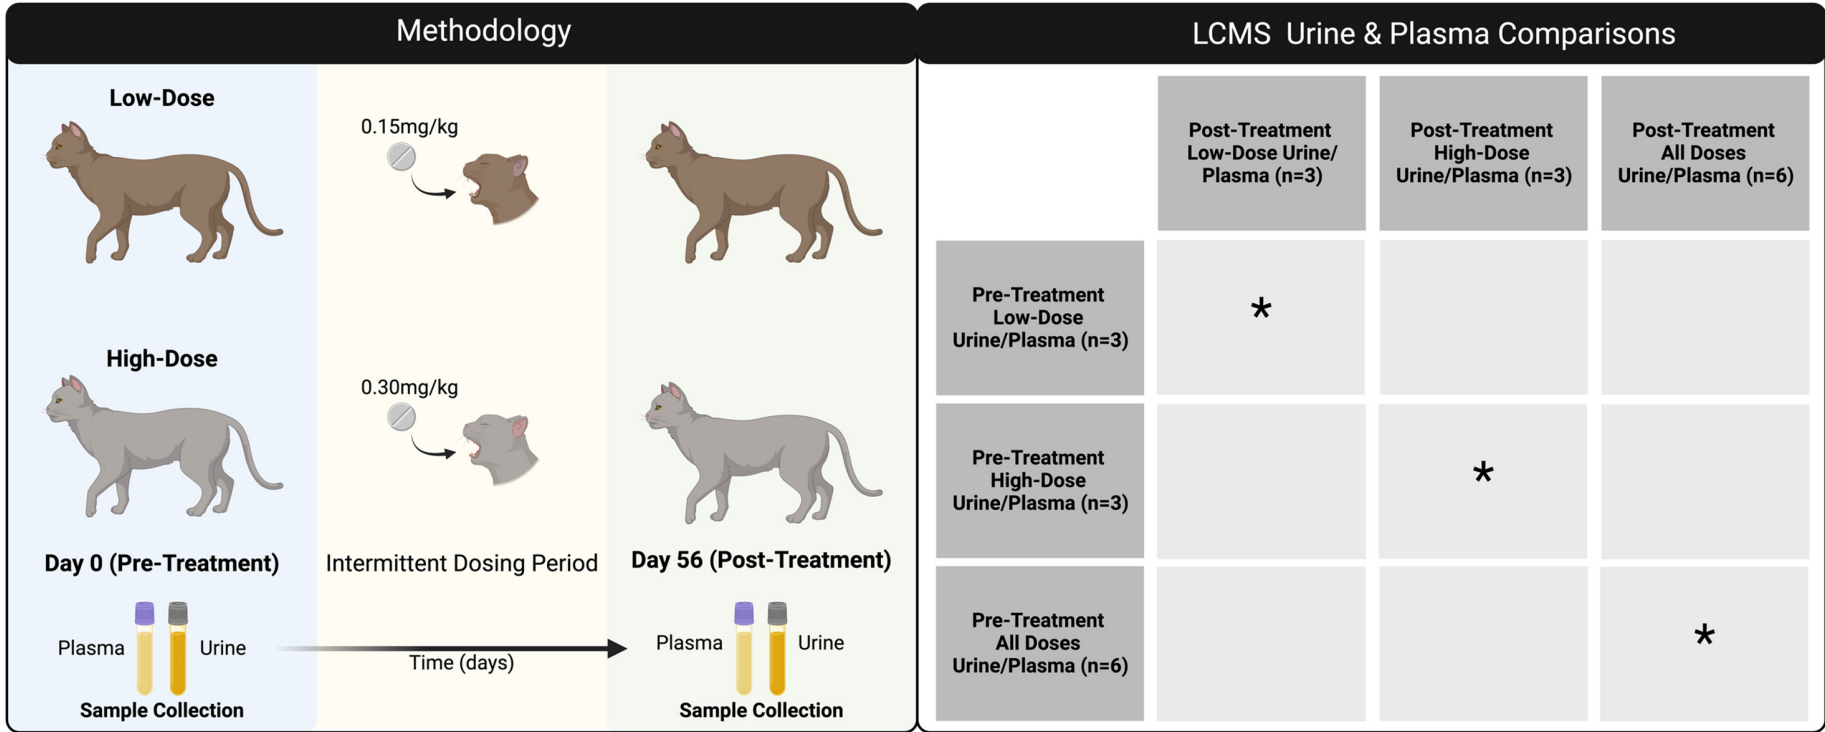 Methodology
Low-Dose
0.15mg/kg
High-Dose
0.30mg/kg
Day 0 (Pre-Treatment)
Intermittent Dosing Period
Day 56 (Post-Treatment)
Plasma
Urine
Time (days)
Plasma
Urine
Sample Collection
Sample Collection
LCMS Urine & Plasma Comparisons
Post-Treatment
Low-Dose Urine/
Plasma (n=3)
Post-Treatment
High-Dose
Urine/Plasma (n=3)
Post-Treatment
All Doses
Urine/Plasma (n=6)
Pre-Treatment
Low-Dose
Urine/Plasma (n=3)
*
Pre-Treatment
High-Dose
Urine/Plasma (n=3)
*
Pre-Treatment
All Doses
Urine/Plasma (n=6)
*